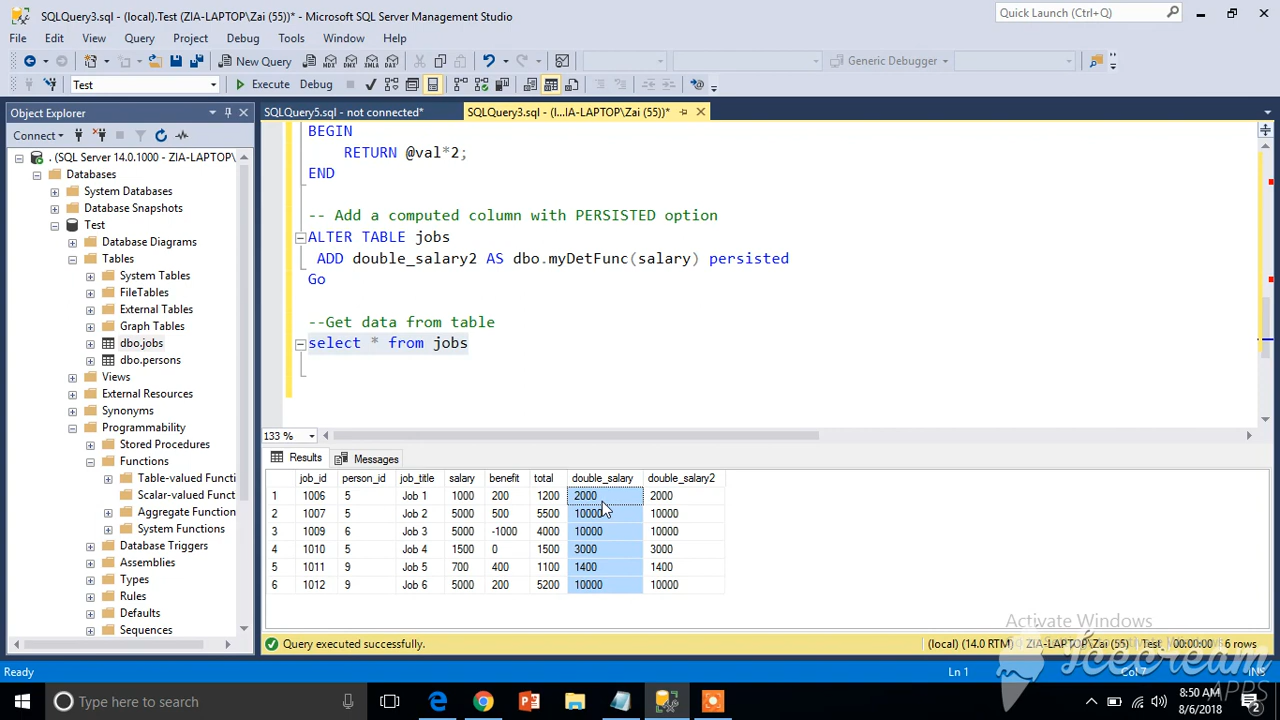 SQLQuery3.sql - (local).Test (ZIA-LAPTOP\Zai (55))* - Microsoft SQL Server Management Studio
Quick Launch (Ctrl+Q)
File Edit View Query Project Debug Tools Window Help
New Query
Generic Debugger
Test
Execute Debug
Object Explorer
SQLQuery5.sql - not connected*
SQLQuery3.sql - (l...IA-LAPTOP\Zai (55))*
Connect
. (SQL Server 14.0.1000 - ZIA-LAPTOP\
Databases
System Databases
Database Snapshots
Test
Database Diagrams
Tables
System Tables
FileTables
External Tables
Graph Tables
dbo.jobs
dbo.persons
Views
External Resources
Synonyms
Programmability
Stored Procedures
Functions
Table-valued Functi
Scalar-valued Funct
Aggregate Function
System Functions
Database Triggers
Assemblies
Types
Rules
Defaults
Sequences
BEGIN
RETURN @val*2;
END
-- Add a computed column with PERSISTED option
ALTER TABLE jobs
ADD double_salary2 AS dbo.myDetFunc(salary) persisted
Go
--Get data from table
select * from jobs
133 %
Results Messages
job_id person_id job_title salary benefit total double_salary double_salary2
1 1006 5 Job 1 1000 200 1200 2000 2000
2 1007 5 Job 2 5000 500 5500 10000 10000
3 1009 6 Job 3 5000 -1000 4000 10000 10000
4 1010 5 Job 4 1500 0 1500 3000 3000
5 1011 9 Job 5 700 400 1100 1400 1400
6 1012 9 Job 6 5000 200 5200 10000 10000
Activate Windows
Query executed successfully.
(local) (14.0 RTM) ZIA-LAPTOP\Zai (55) Test 00:00:00 6 rows
Icecream
APPS
Ready
Ln 1
Col 7
INS
Type here to search
8:50 AM
8/6/2018
2